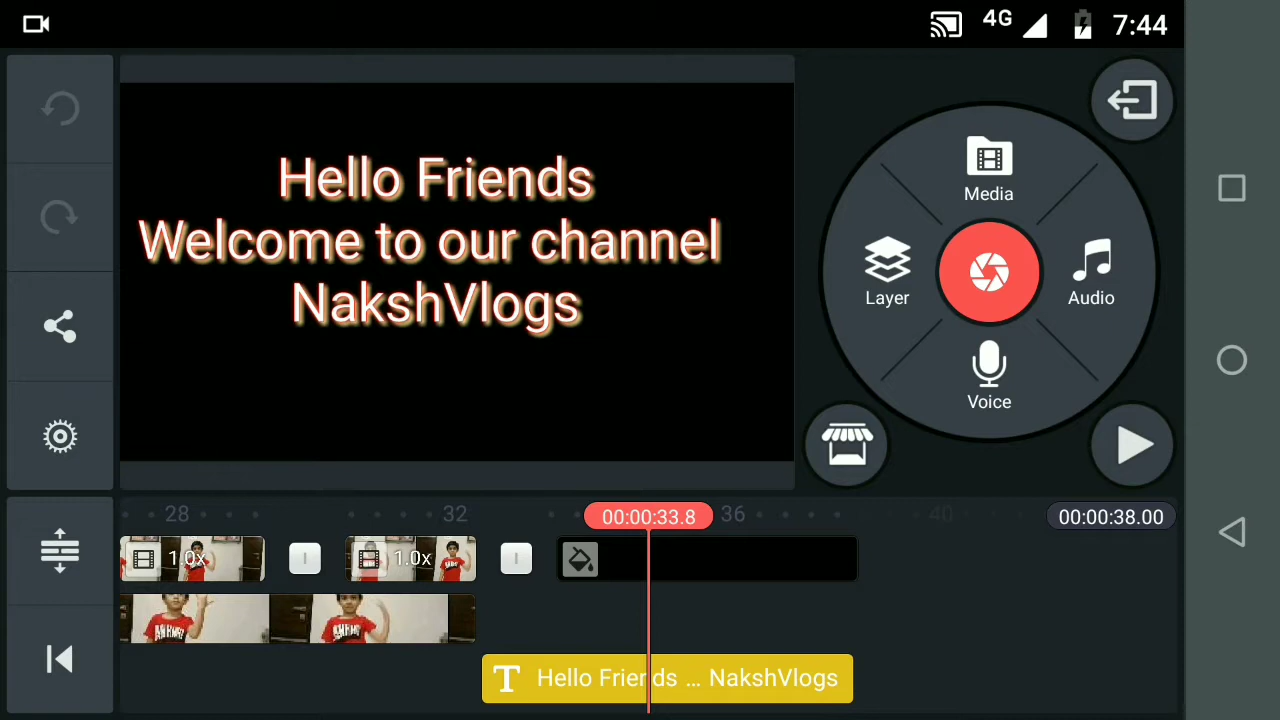 4G 7:44
Hello Friends
Welcome to our channel
NakshVlogs
Media
Layer
Audio
Voice
28 32 00:00:33.8 36 40 00:00:38.00
1.0x 1.0x
T Hello Friends ... NakshVlogs